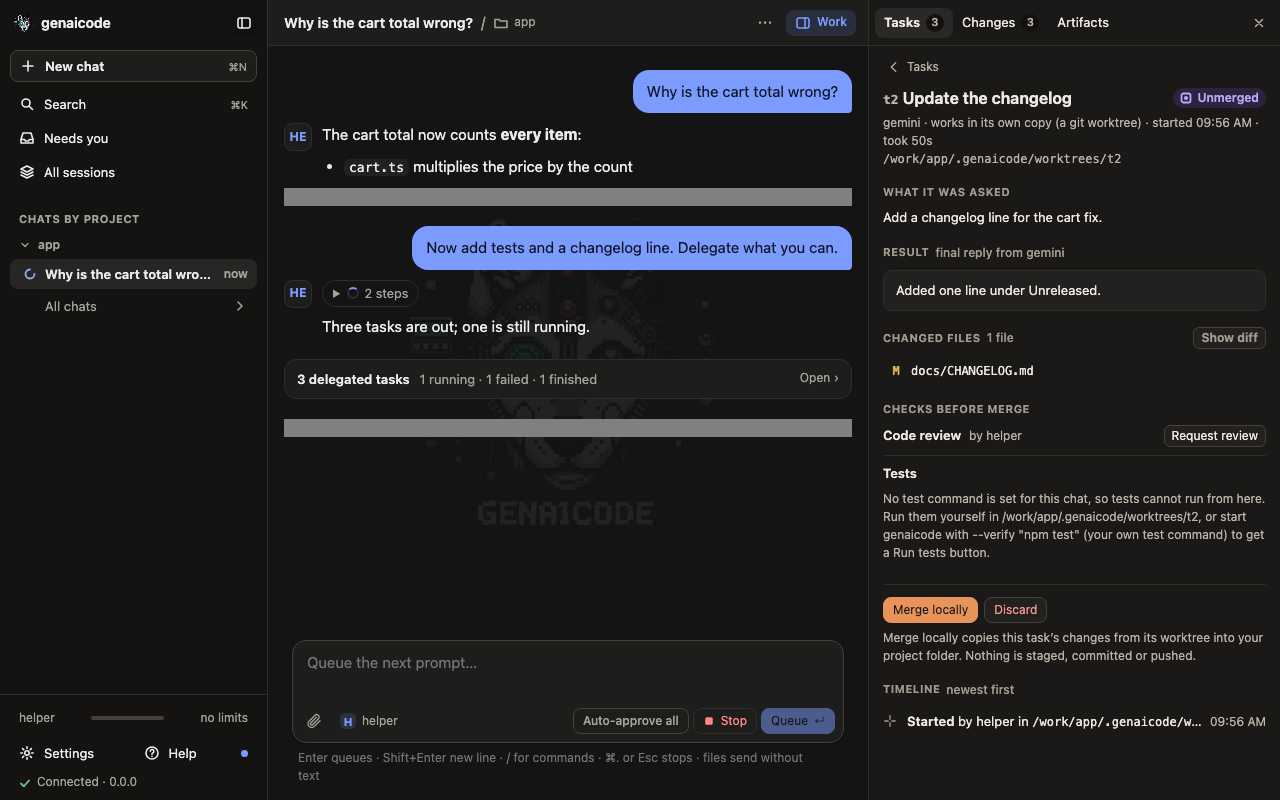 genaicode
New chat ⌘N
Search ⌘K
Needs you
All sessions
CHATS BY PROJECT
app
Why is the cart total wro... now
All chats
helper no limits
Settings Help
Connected · 0.0.0
Why is the cart total wrong? / app
Work
Why is the cart total wrong?
HE The cart total now counts every item:
• cart.ts multiplies the price by the count
Now add tests and a changelog line. Delegate what you can.
HE 2 steps
Three tasks are out; one is still running.
3 delegated tasks 1 running · 1 failed · 1 finished Open ›
GENAICODE
Queue the next prompt...
H helper Auto-approve all Stop Queue
Enter queues · Shift+Enter new line · / for commands · ⌘. or Esc stops · files send without
text
Tasks 3 Changes 3 Artifacts
Tasks
t2 Update the changelog Unmerged
gemini · works in its own copy (a git worktree) · started 09:56 AM ·
took 50s
/work/app/.genaicode/worktrees/t2
WHAT IT WAS ASKED
Add a changelog line for the cart fix.
RESULT final reply from gemini
Added one line under Unreleased.
CHANGED FILES 1 file Show diff
M docs/CHANGELOG.md
CHECKS BEFORE MERGE
Code review by helper Request review
Tests
No test command is set for this chat, so tests cannot run from here.
Run them yourself in /work/app/.genaicode/worktrees/t2, or start
genaicode with --verify "npm test" (your own test command) to get
a Run tests button.
Merge locally Discard
Merge locally copies this task's changes from its worktree into your
project folder. Nothing is staged, committed or pushed.
TIMELINE newest first
Started by helper in /work/app/.genaicode/w... 09:56 AM